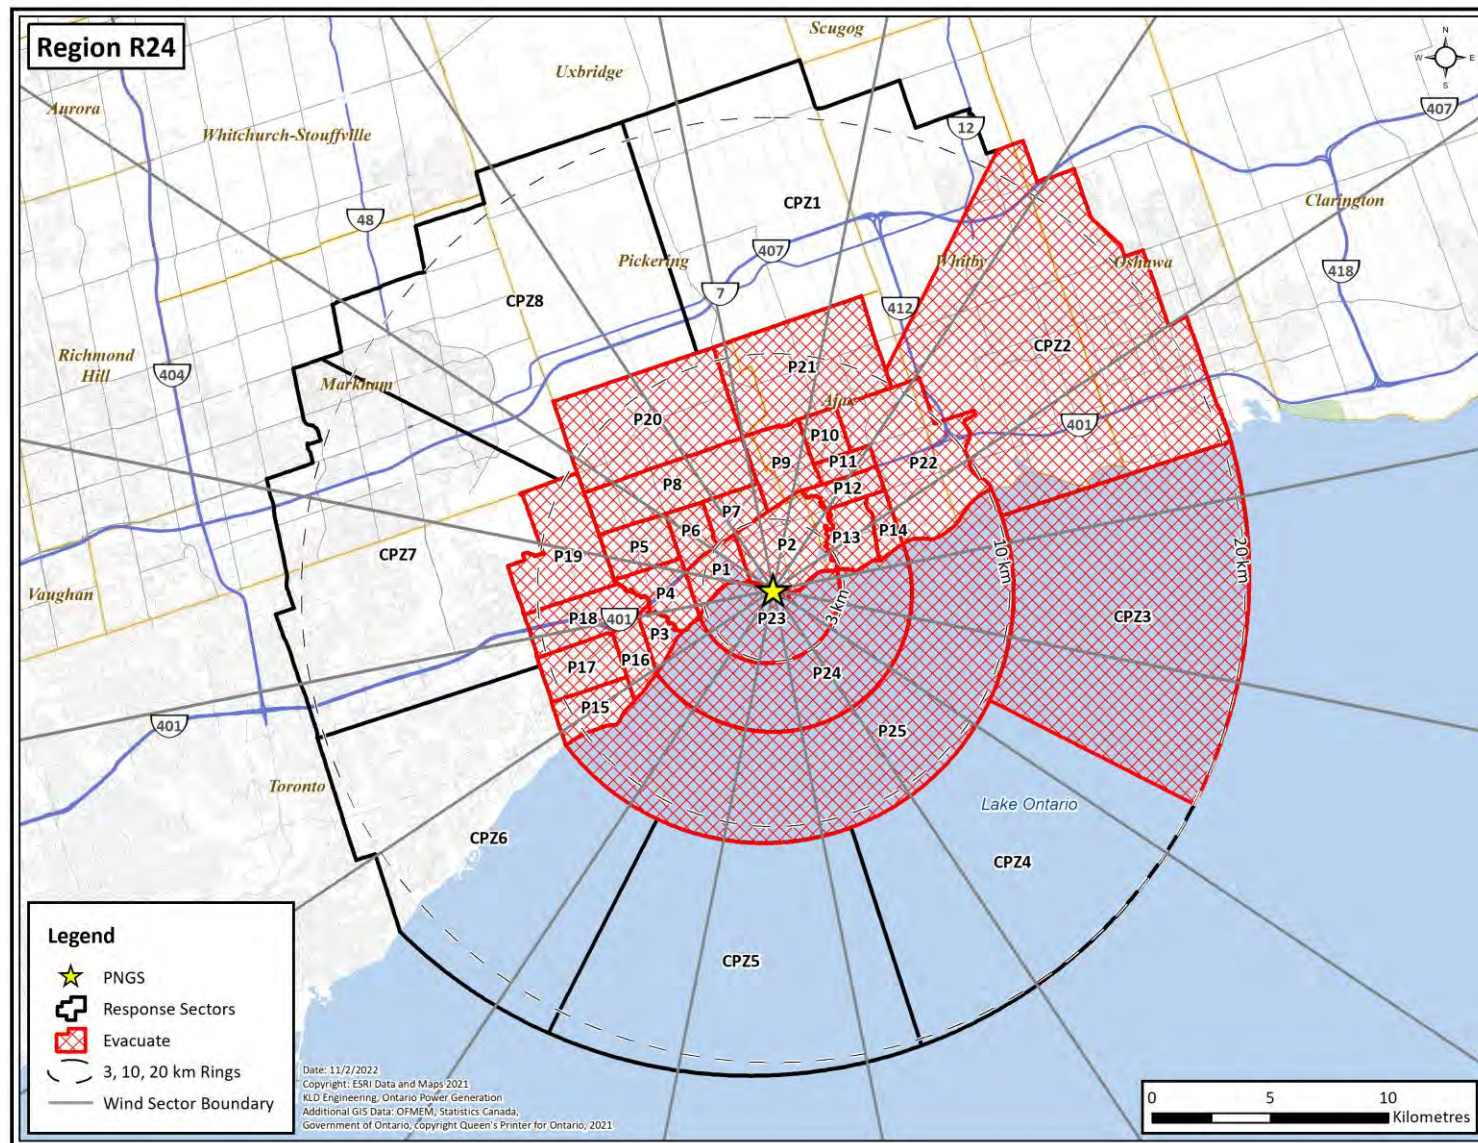 Region R24
Scugog
Uxbridge
N
W
E
S
Aurora
Whitchurch-Stouffville
12
407
48
CPZ1
Clarington
407
Pickering
Whitby
Oshawa
418
7
CPZ8
412
Richmond
Hill
404
Markham
CPZ2
P21
Ajax
P20
401
P10
P9
P11
P22
P8
P12
P7
P6
P14
P13
P2
P5
CPZ7
P19
10 km
20 km
P1
Vaughan
P4
3 km
P18
401
P23
CPZ3
P3
P16
P17
P24
P15
401
P25
Toronto
Lake Ontario
CPZ6
CPZ4
CPZ5
Legend
PNGS
Response Sectors
Evacuate
3, 10, 20 km Rings
Wind Sector Boundary
Date: 11/2/2022
Copyright: ESRI Data and Maps 2021
KLD Engineering, Ontario Power Generation
Additional GIS Data: OFMEM, Statistics Canada,
Government of Ontario, copyright Queen's Printer for Ontario, 2021
0 5 10
Kilometres